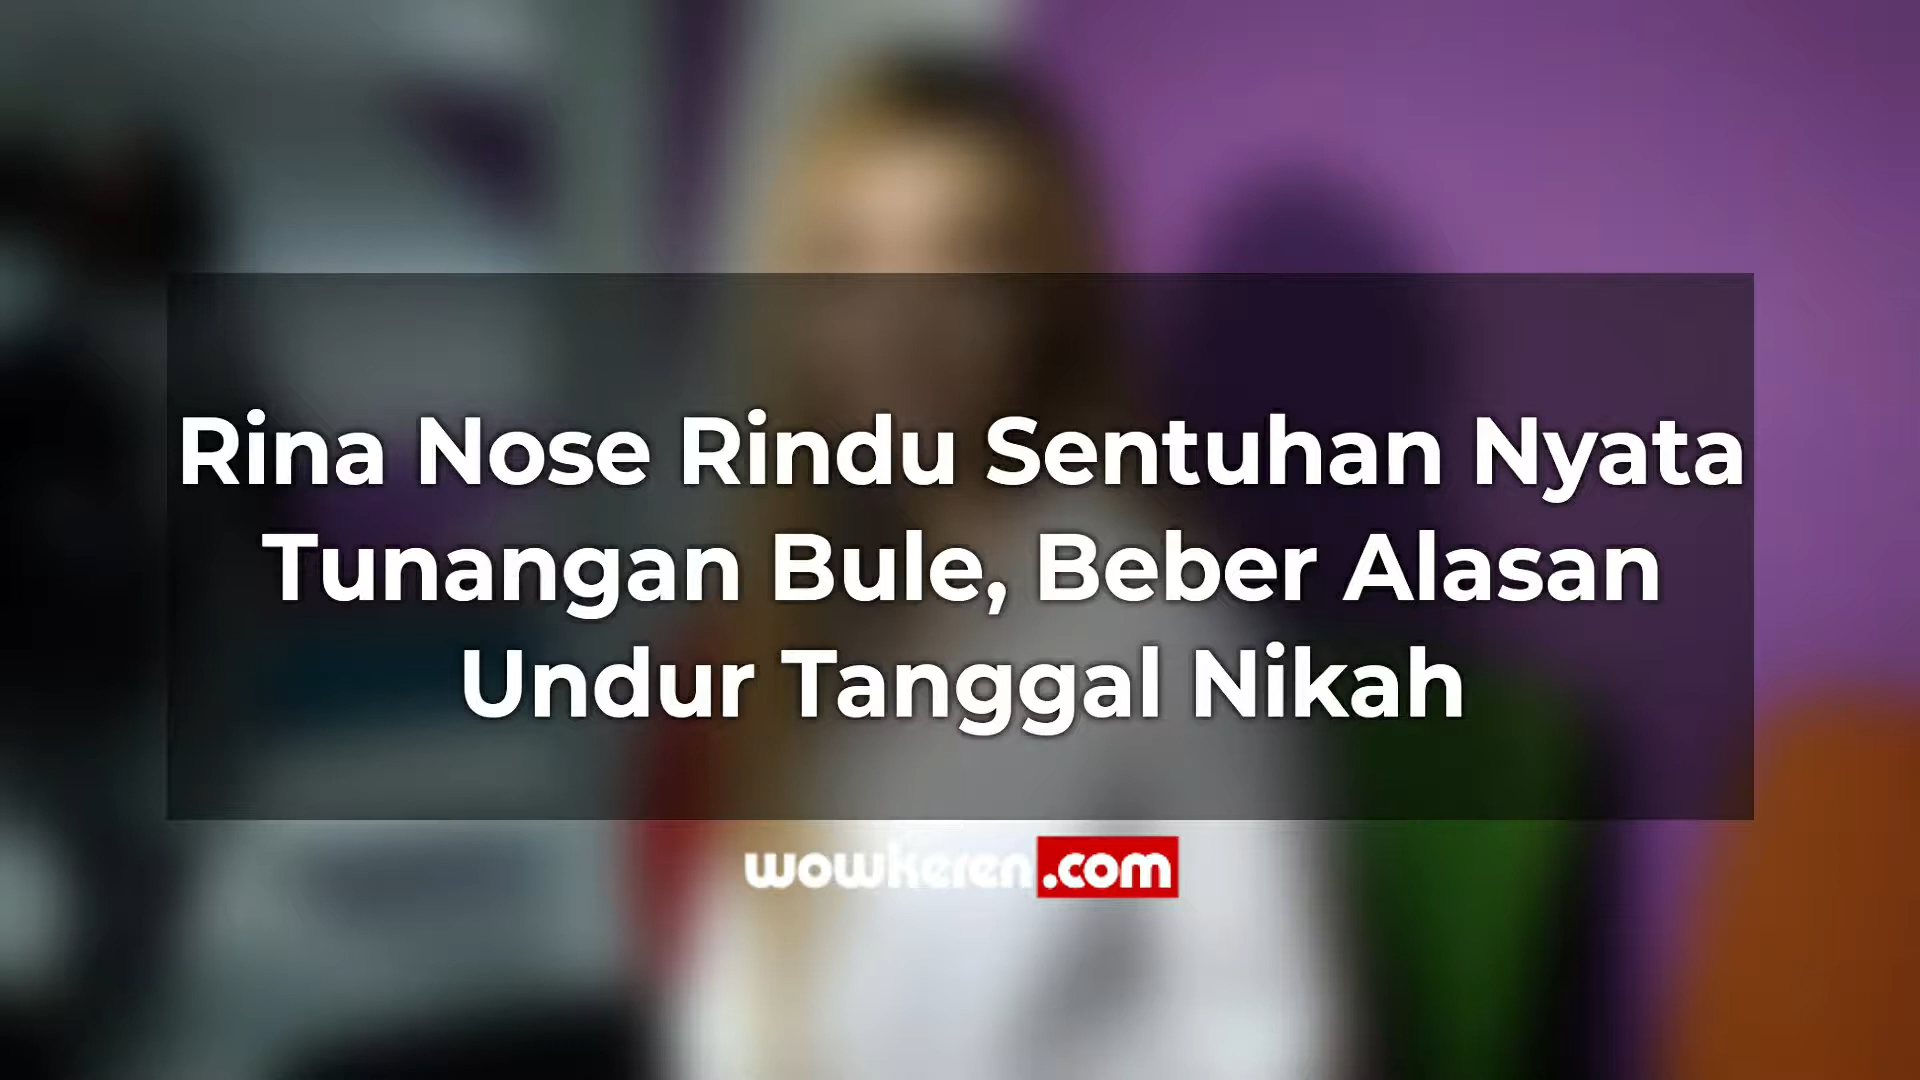 Rina Nose Rindu Sentuhan Nyata
Tunangan Bule, Beber Alasan
Undur Tanggal Nikah
wowkeren.com